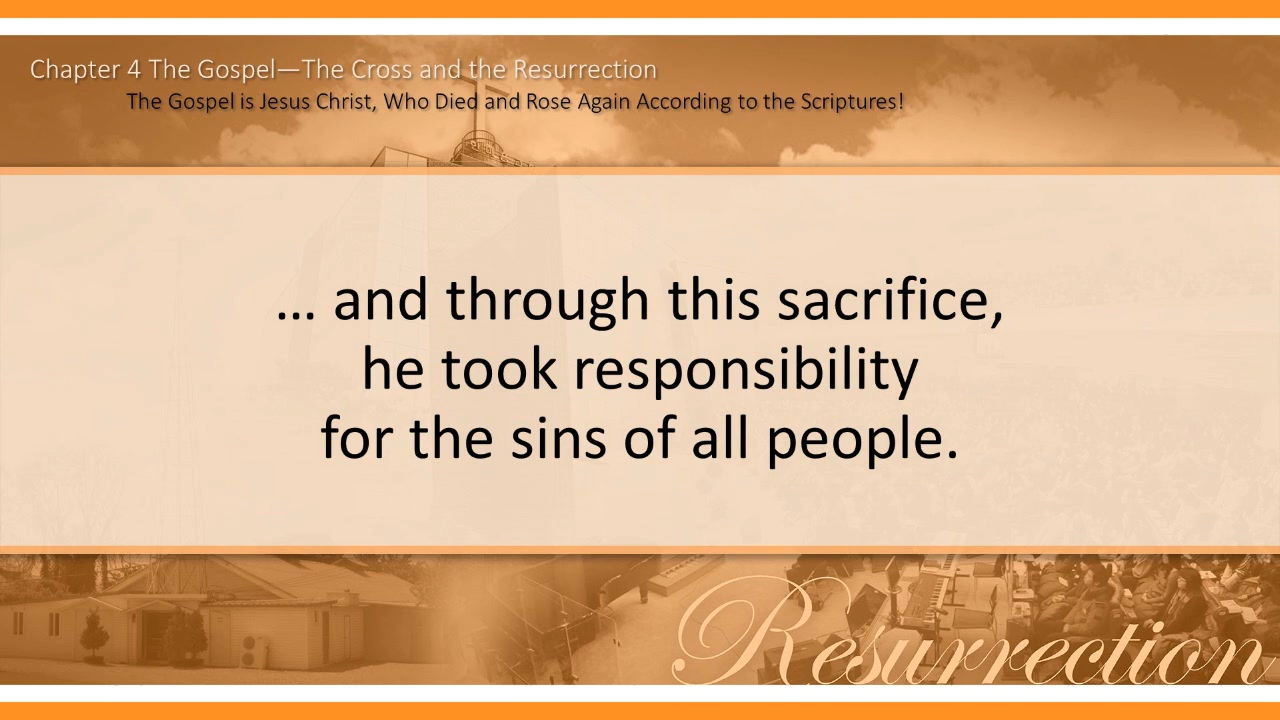 Chapter 4 The Gospel—The Cross and the Resurrection
The Gospel is Jesus Christ, Who Died and Rose Again According to the Scriptures!
... and through this sacrifice,
he took responsibility
for the sins of all people.
Resurrection